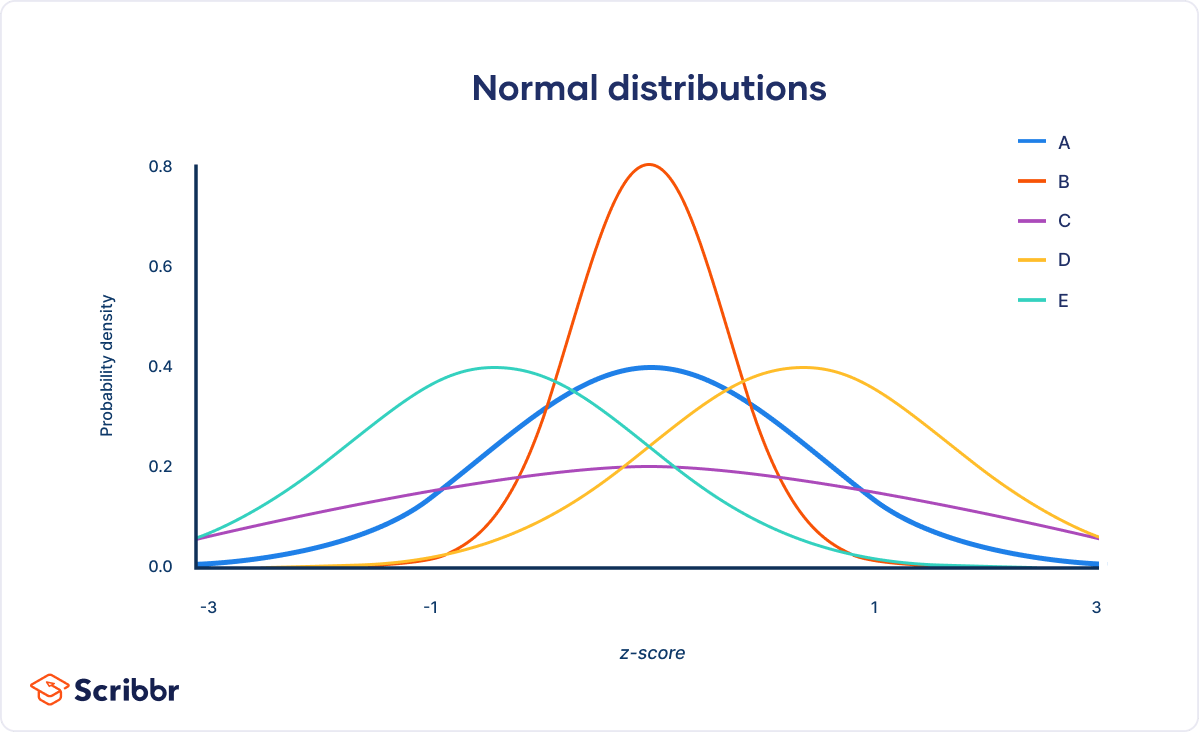 Normal distributions
A
B
C
D
E
0.8
0.6
0.4
0.2
0.0
Probability density
-3 -1 1 3
z-score
Scribbr